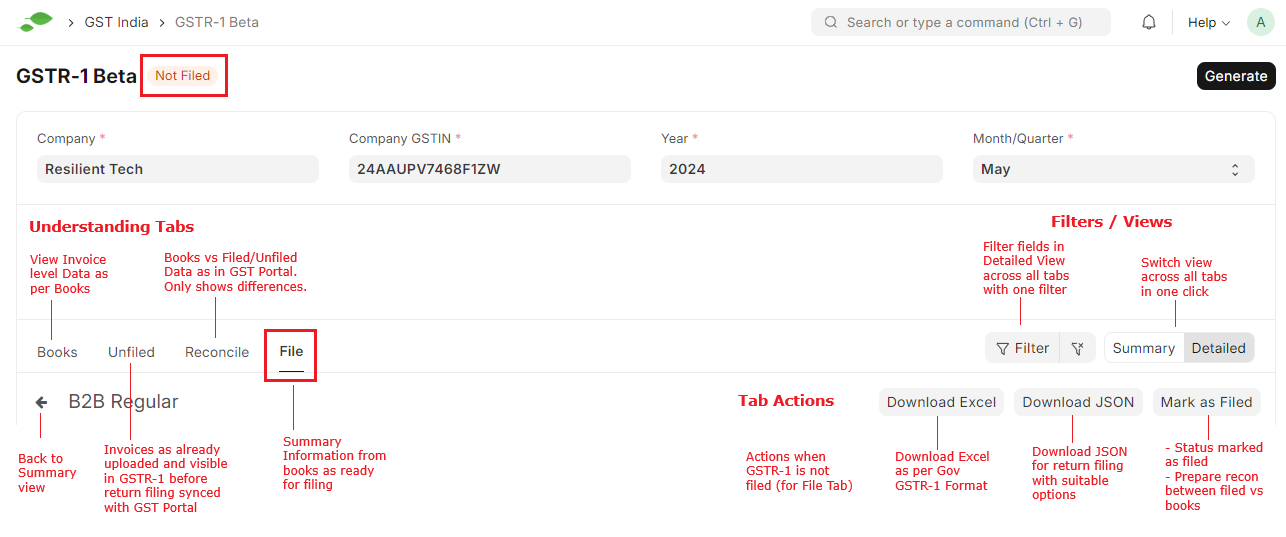 GST India
GSTR-1 Beta
Search or type a command (Ctrl + G)
Help
A
GSTR-1 Beta
Not Filed
Generate
Company *
Company GSTIN *
Year *
Month/Quarter *
Resilient Tech
24AAUPV7468F1ZW
2024
May
Understanding Tabs
Filters / Views
View Invoice
level Data as
per Books
Books vs Filed/Unfiled
Data as in GST Portal.
Only shows differences.
Filter fields in
Detailed View
across all tabs
with one filter
Switch view
across all tabs
in one click
Books
Unfiled
Reconcile
File
Filter
Summary
Detailed
B2B Regular
Tab Actions
Download Excel
Download JSON
Mark as Filed
Back to
Summary
view
Invoices as already
uploaded and visible
in GSTR-1 before
return filing synced
with GST Portal
Summary
Information from
books as ready
for filing
Actions when
GSTR-1 is not
filed (for File Tab)
Download Excel
as per Gov
GSTR-1 Format
Download JSON
for return filing
with suitable
options
- Status marked
as filed
- Prepare recon
between filed vs
books